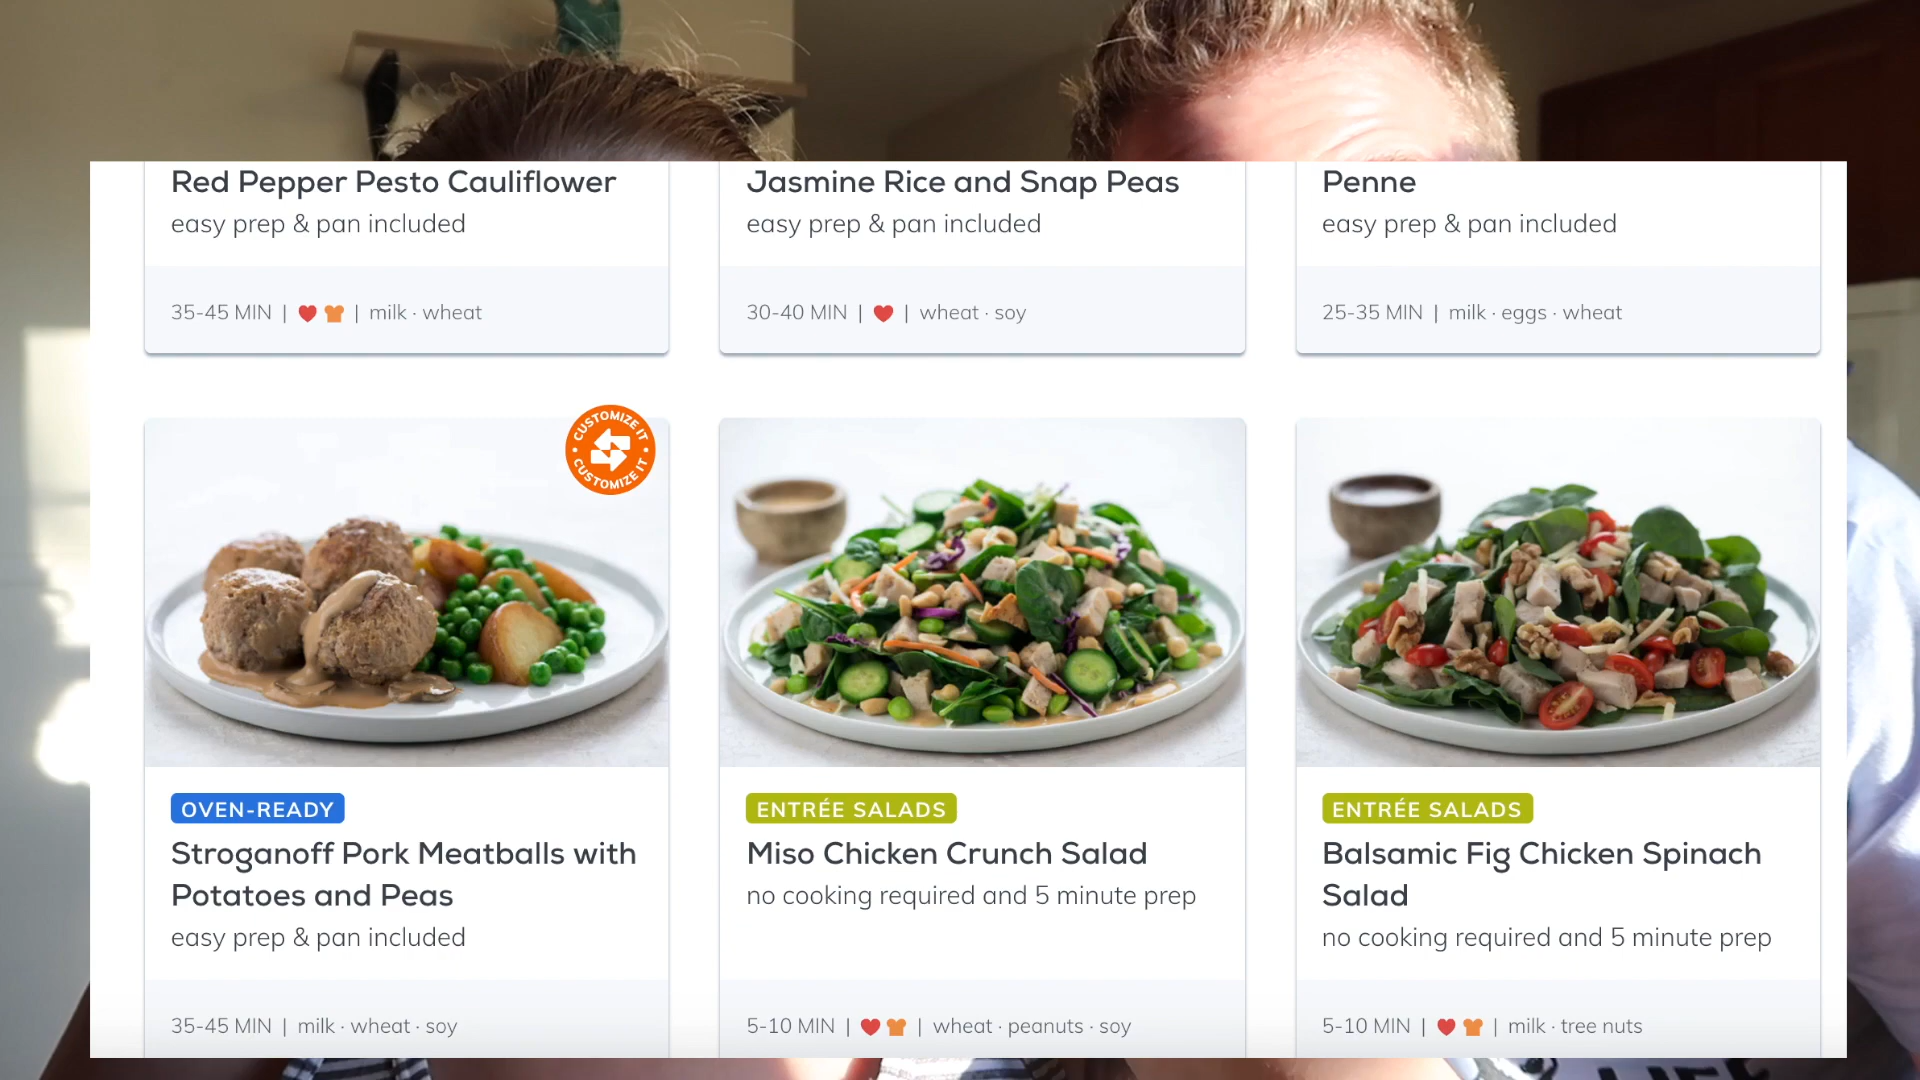 Red Pepper Pesto Cauliflower
easy prep & pan included
35-45 MIN | | milk · wheat
Jasmine Rice and Snap Peas
easy prep & pan included
30-40 MIN | | wheat · soy
Penne
easy prep & pan included
25-35 MIN | milk · eggs · wheat
CUSTOMIZE IT
CUSTOMIZE IT
OVEN-READY
Stroganoff Pork Meatballs with
Potatoes and Peas
easy prep & pan included
35-45 MIN | milk · wheat · soy
ENTRÉE SALADS
Miso Chicken Crunch Salad
no cooking required and 5 minute prep
5-10 MIN | | wheat · peanuts · soy
ENTRÉE SALADS
Balsamic Fig Chicken Spinach
Salad
no cooking required and 5 minute prep
5-10 MIN | | milk · tree nuts